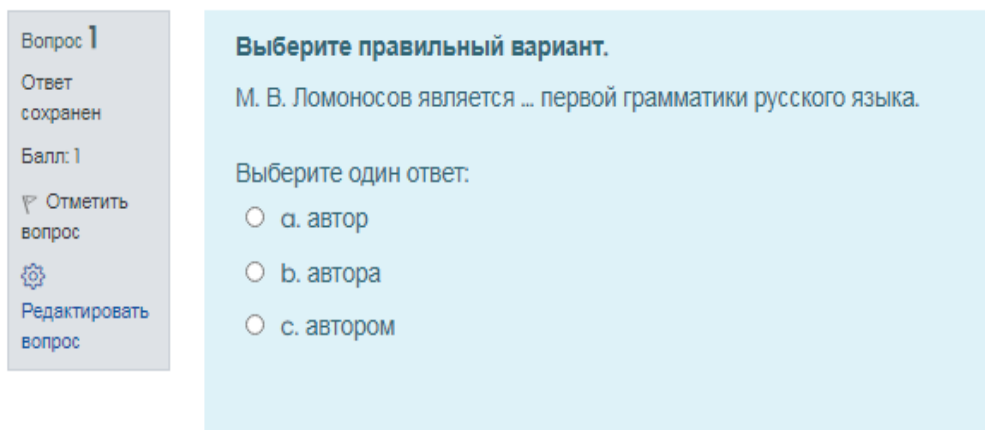 Вопрос 1
Ответ
сохранен
Балл: 1
Отметить
вопрос
Редактировать
вопрос
Выберите правильный вариант.
М. В. Ломоносов является ... первой грамматики русского языка.
Выберите один ответ:
a. автор
b. автора
c. автором